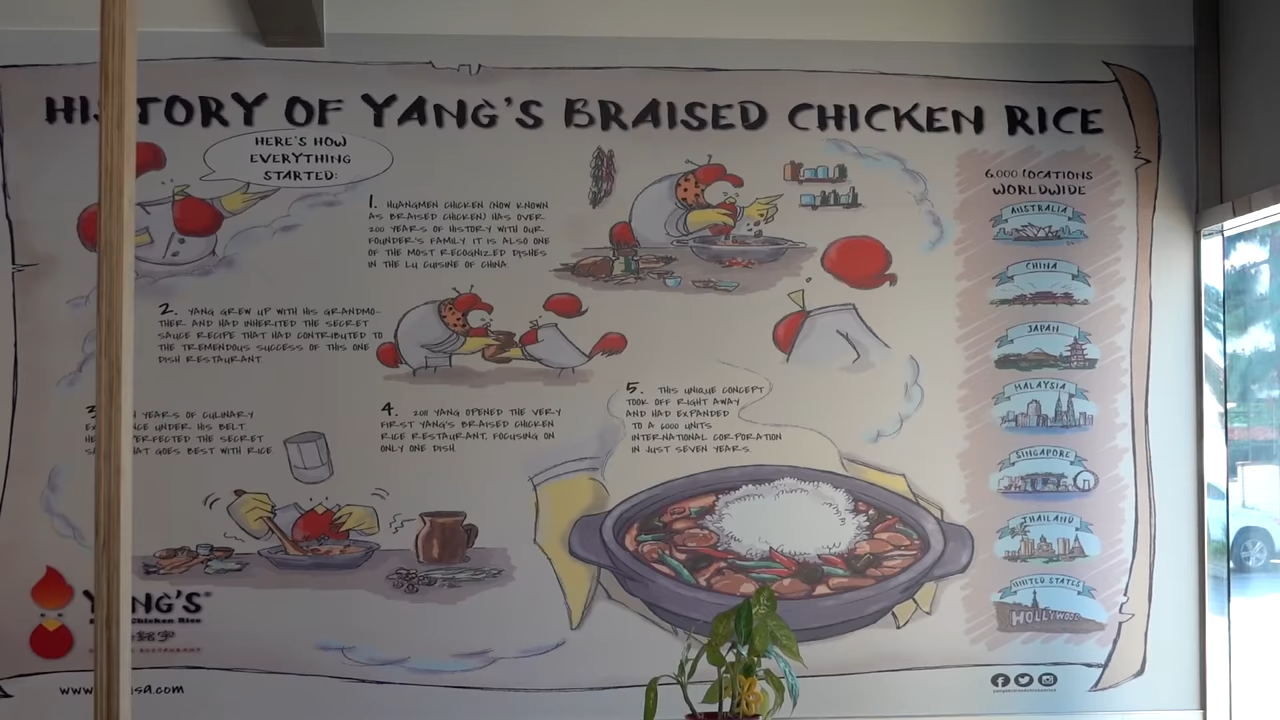 HISTORY OF YANG'S BRAISED CHICKEN RICE
HERE'S HOW
EVERYTHING
STARTED:
1. HUANGMEN CHICKEN (NOW KNOWN
AS BRAISED CHICKEN) HAS OVER
200 YEARS OF HISTORY WITH OUR
FOUNDER'S FAMILY. IT IS ALSO ONE
OF THE MOST RECOGNIZED DISHES
IN THE LU CUISINE OF CHINA.
2. YANG GREW UP WITH HIS GRANDMO-
THER AND HAD INHERITED THE SECRET
SAUCE RECIPE THAT HAD CONTRIBUTED TO
THE TREMENDOUS SUCCESS OF THIS ONE
DISH RESTAURANT.
3. YEARS OF CULINARY
UNDER HIS BELT
PERFECTED THE SECRET
THAT GOES BEST WITH RICE.
4. 2011 YANG OPENED THE VERY
FIRST YANG'S BRAISED CHICKEN
RICE RESTAURANT, FOCUSING ON
ONLY ONE DISH.
5. THIS UNIQUE CONCEPT
TOOK OFF RIGHT AWAY
AND HAD EXPANDED
TO A 6000 UNITS
INTERNATIONAL CORPORATION
IN JUST SEVEN YEARS.
6,000 LOCATIONS
WORLDWIDE
AUSTRALIA
CHINA
JAPAN
MALAYSIA
SINGAPORE
THAILAND
UNITED STATES
HOLLYWOOD
YANG'S®
Chicken Rice
RESTAURANT